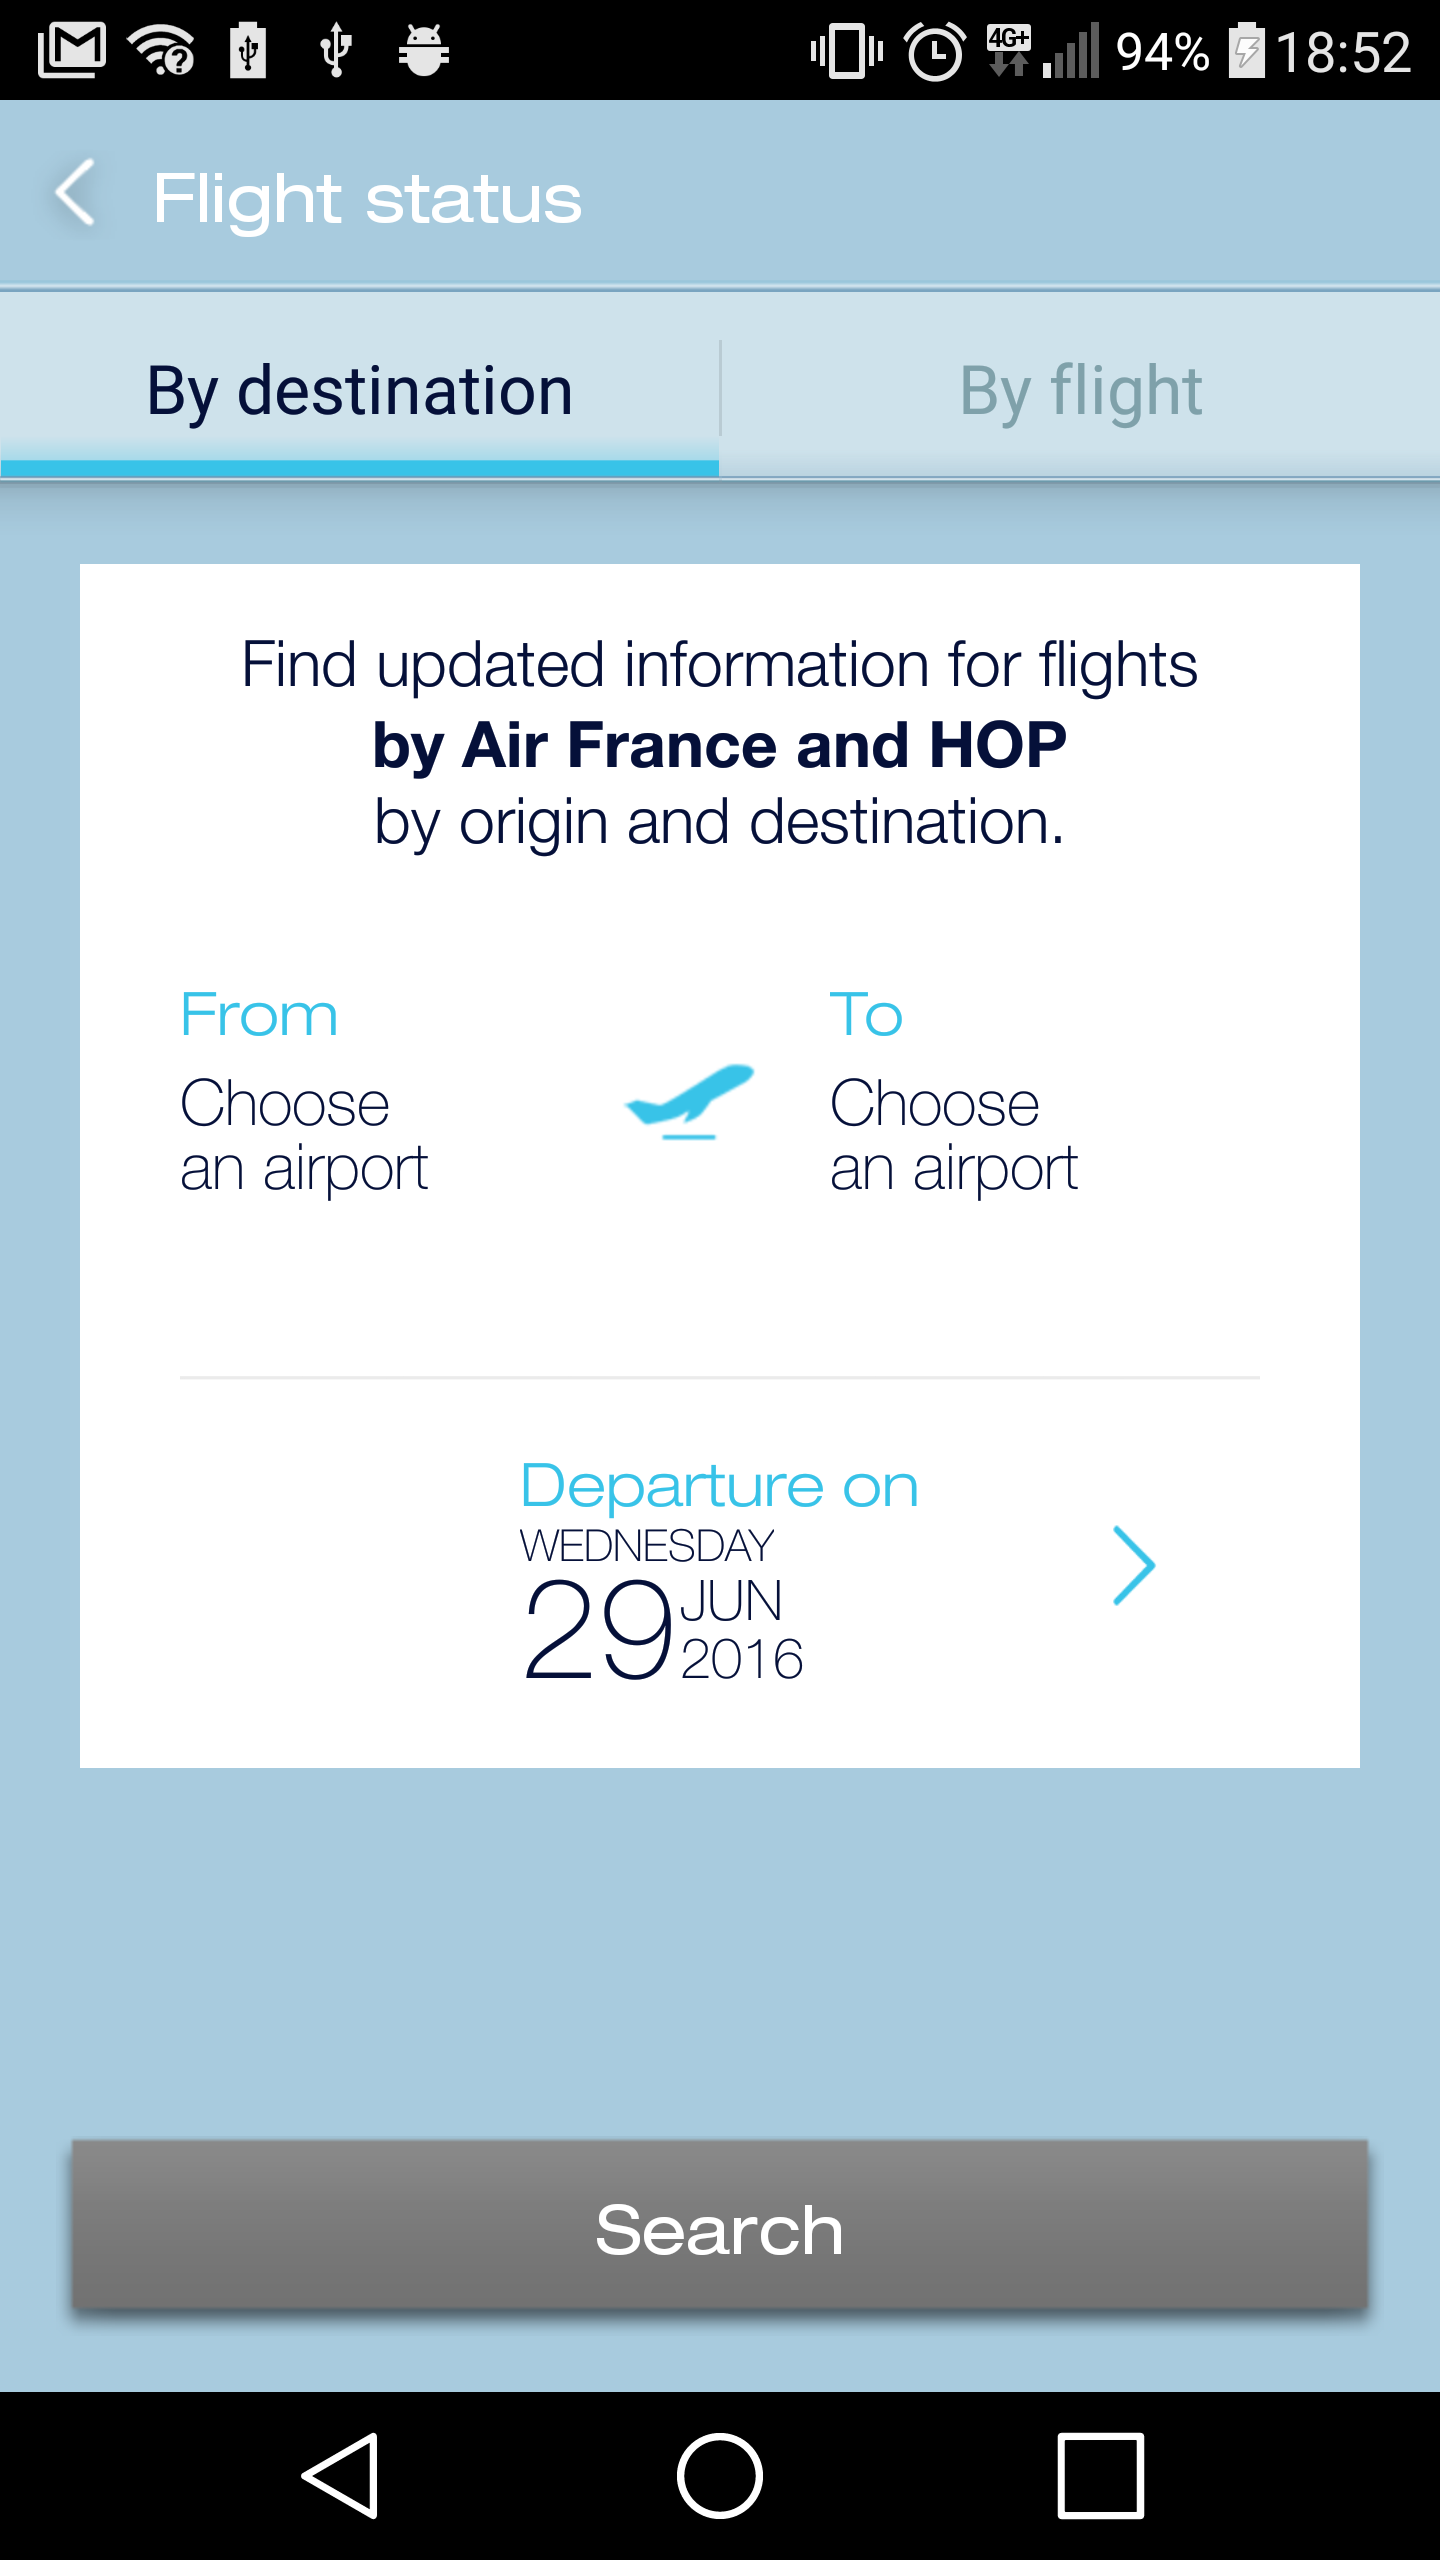 4G+ 94% 18:52
Flight status
By destination
By flight
Find updated information for flights
by Air France and HOP
by origin and destination.
From
Choose
an airport
To
Choose
an airport
Departure on
WEDNESDAY
29 JUN
2016
Search